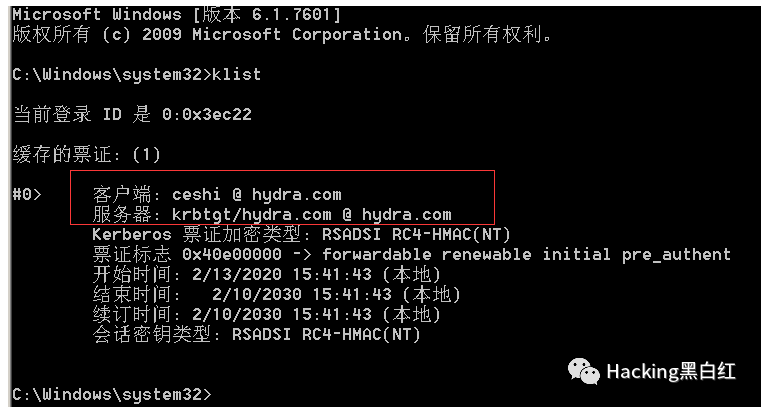 Microsoft Windows [版本 6.1.7601]
版权所有 (c) 2009 Microsoft Corporation。保留所有权利。
C:\Windows\system32>klist
当前登录 ID 是 0:0x3ec22
缓存的票证: (1)
#0> 客户端: ceshi @ hydra.com
服务器: krbtgt/hydra.com @ hydra.com
Kerberos 票证加密类型: RSADSI RC4-HMAC(NT)
票证标志 0x40e00000 -> forwardable renewable initial pre_authent
开始时间: 2/13/2020 15:41:43 (本地)
结束时间: 2/10/2030 15:41:43 (本地)
续订时间: 2/10/2030 15:41:43 (本地)
会话密钥类型: RSADSI RC4-HMAC(NT)
Hacking黑白红
C:\Windows\system32>